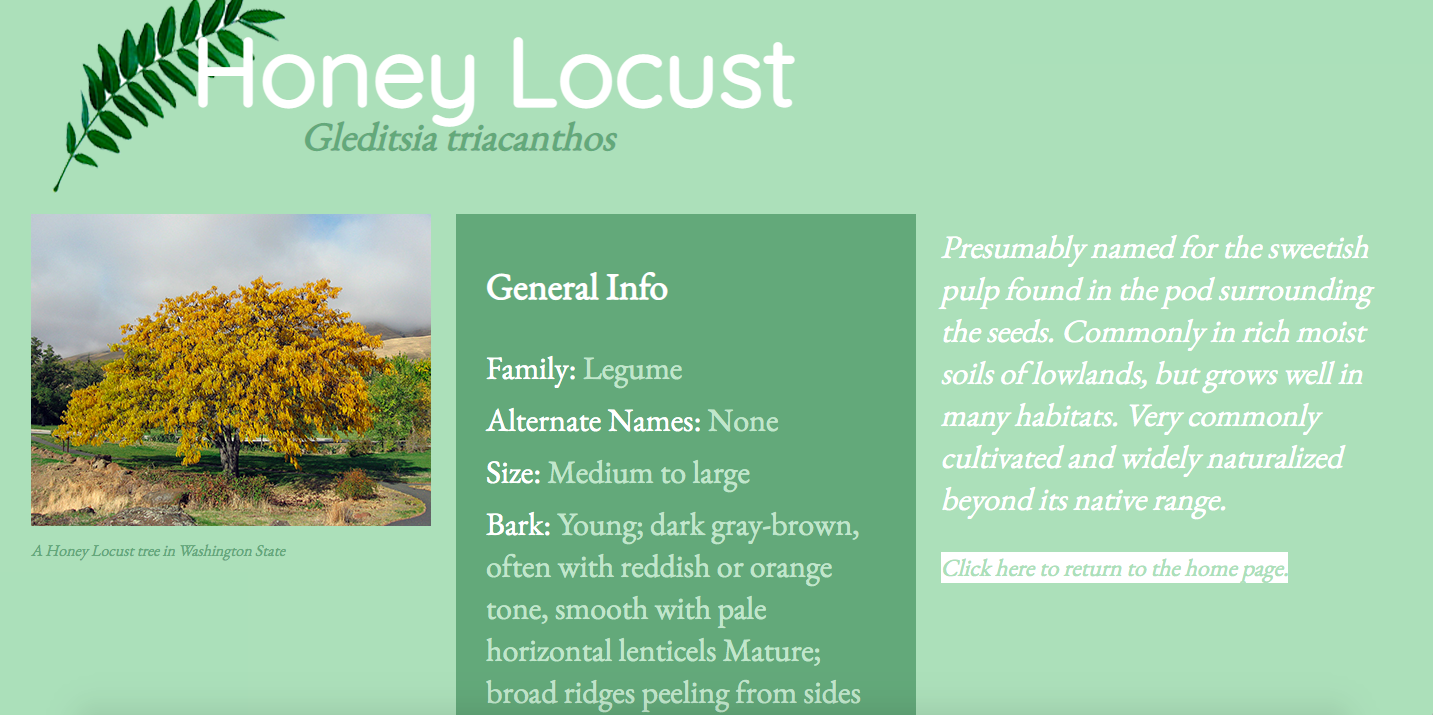 Honey Locust
Gleditsia triacanthos
A Honey Locust tree in Washington State
General Info
Family: Legume
Alternate Names: None
Size: Medium to large
Bark: Young; dark gray-brown,
often with reddish or orange
tone, smooth with pale
horizontal lenticels Mature;
broad ridges peeling from sides
Presumably named for the sweetish
pulp found in the pod surrounding
the seeds. Commonly in rich moist
soils of lowlands, but grows well in
many habitats. Very commonly
cultivated and widely naturalized
beyond its native range.
Click here to return to the home page.